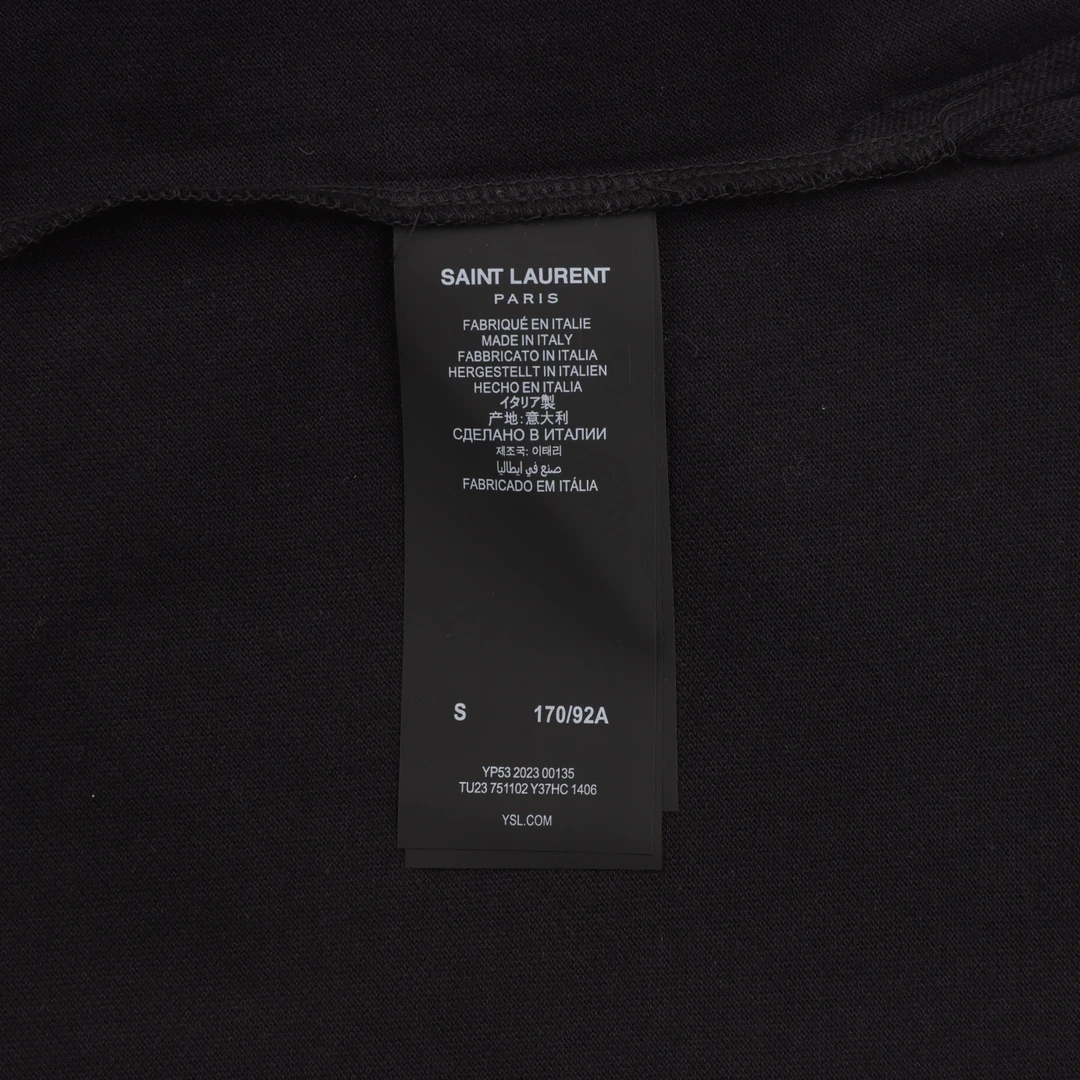 SAINT LAURENT
PARIS
FABRIQUÉ EN ITALIE
MADE IN ITALY
FABBRICATO IN ITALIA
HERGESTELLT IN ITALIEN
HECHO EN ITALIA
イタリア製
产地:意大利
СДЕЛАНО В ИТАЛИИ
제조국: 이태리
صنع في ايطاليا
FABRICADO EM ITÁLIA
S 170/92A
YP53 2023 00135
TU23 751102 Y37HC 1406
YSL.COM